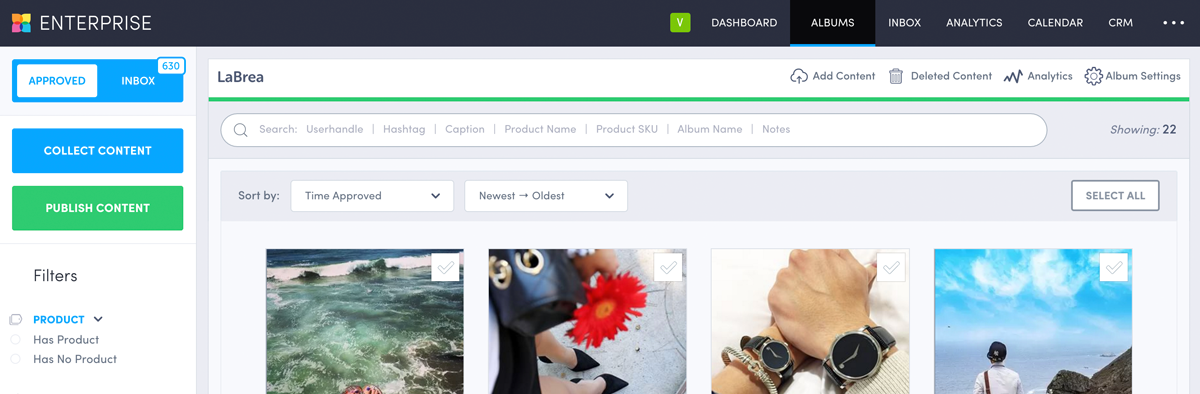 ENTERPRISE
V
DASHBOARD
ALBUMS
INBOX
ANALYTICS
CALENDAR
CRM
APPROVED
INBOX
630
COLLECT CONTENT
PUBLISH CONTENT
Filters
PRODUCT
Has Product
Has No Product
LaBrea
Add Content
Deleted Content
Analytics
Album Settings
Search: Userhandle | Hashtag | Caption | Product Name | Product SKU | Album Name | Notes
Showing: 22
Sort by:
Time Approved
Newest → Oldest
SELECT ALL